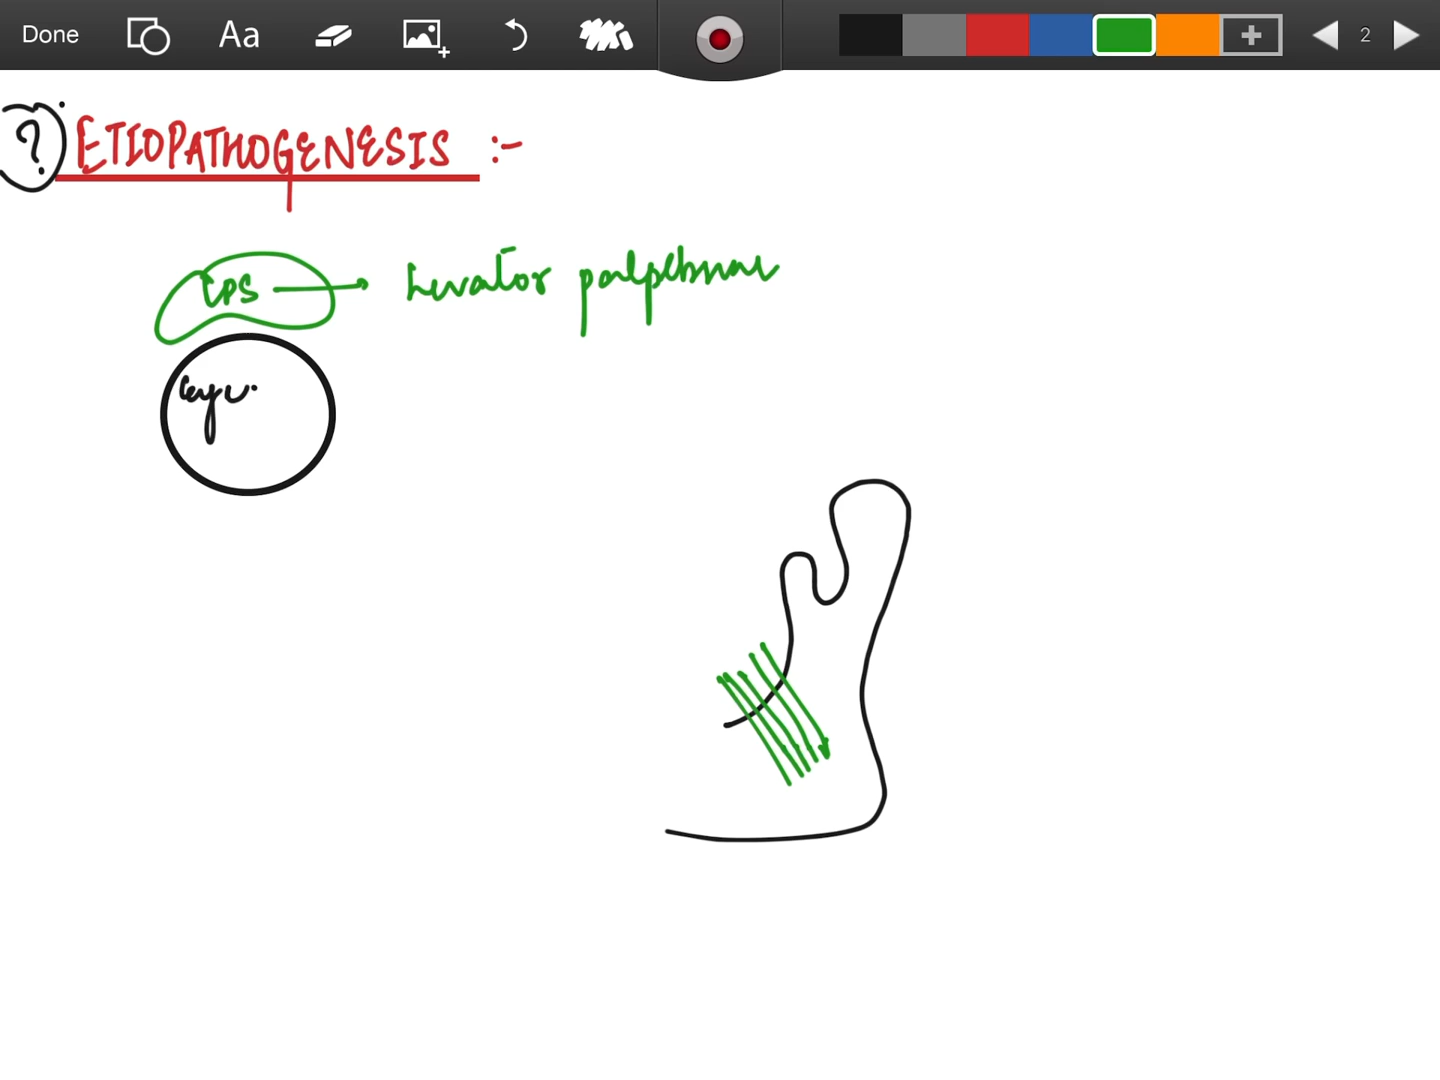 Done Aa 2
? ETIOPATHOGENESIS :-
LPS → Levator palpebrae
eye